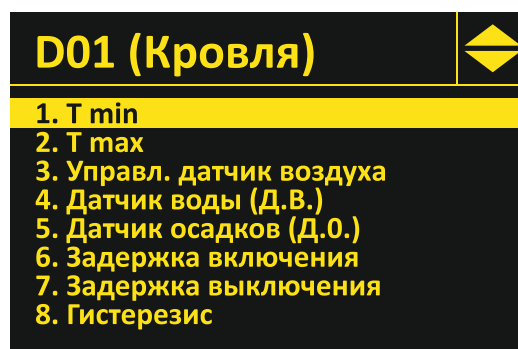 D01 (Кровля)
1. T min
2. T max
3. Управл. датчик воздуха
4. Датчик воды (Д.В.)
5. Датчик осадков (Д.0.)
6. Задержка включения
7. Задержка выключения
8. Гистерезис